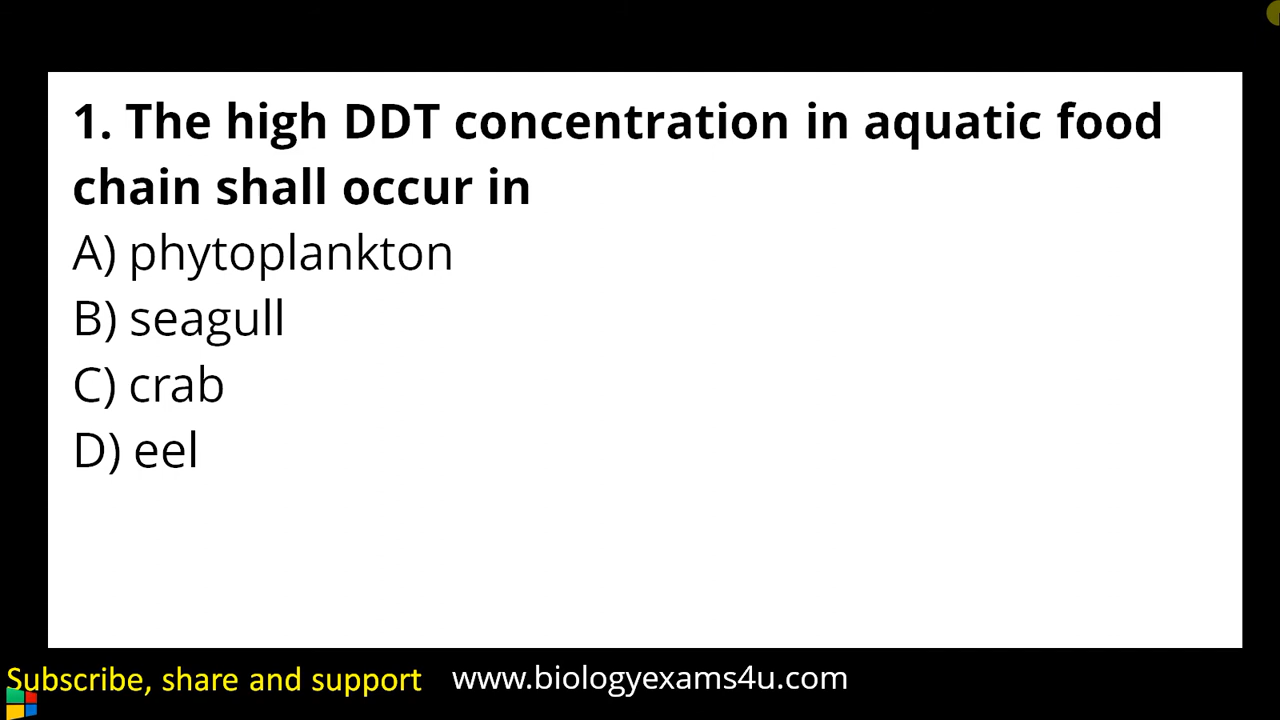 1. The high DDT concentration in aquatic food
chain shall occur in
A) phytoplankton
B) seagull
C) crab
D) eel
Subscribe, share and support www.biologyexams4u.com